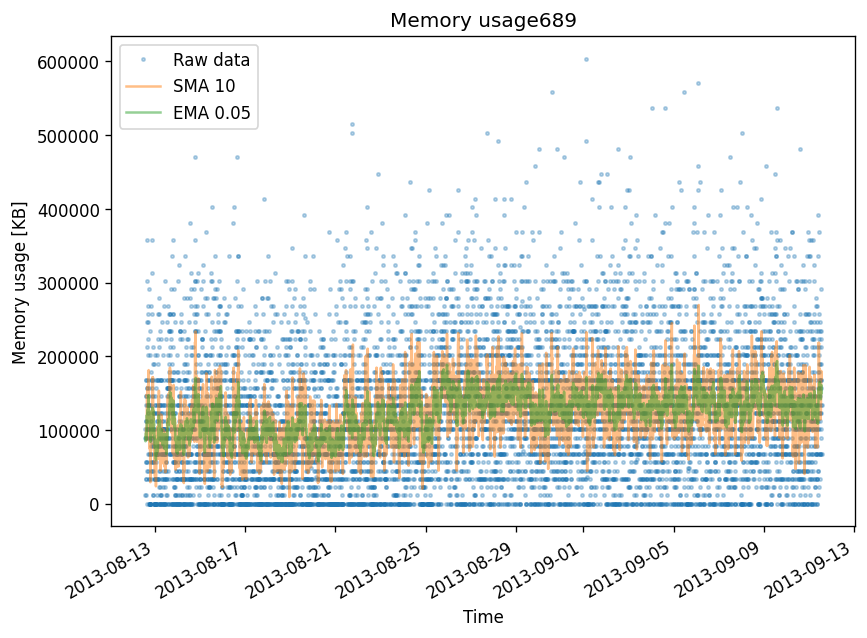 Memory usage689
Raw data
SMA 10
EMA 0.05
600000
500000
400000
300000
200000
100000
0
Memory usage [KB]
2013-08-13
2013-08-17
2013-08-21
2013-08-25
2013-08-29
2013-09-01
2013-09-05
2013-09-09
2013-09-13
Time